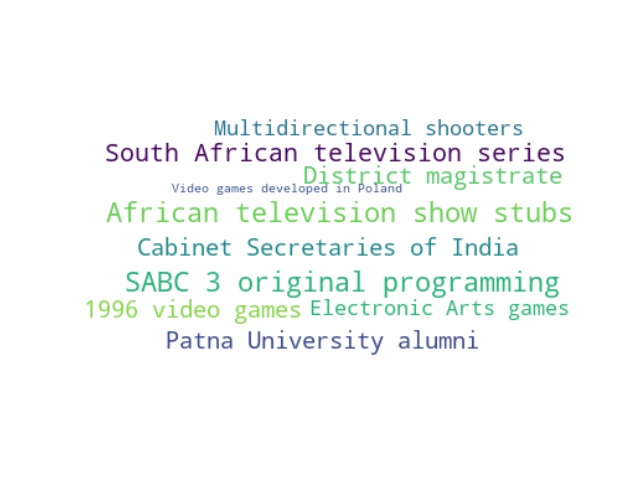 Multidirectional shooters
South African television series
District magistrate
Video games developed in Poland
African television show stubs
Cabinet Secretaries of India
SABC 3 original programming
1996 video games Electronic Arts games
Patna University alumni